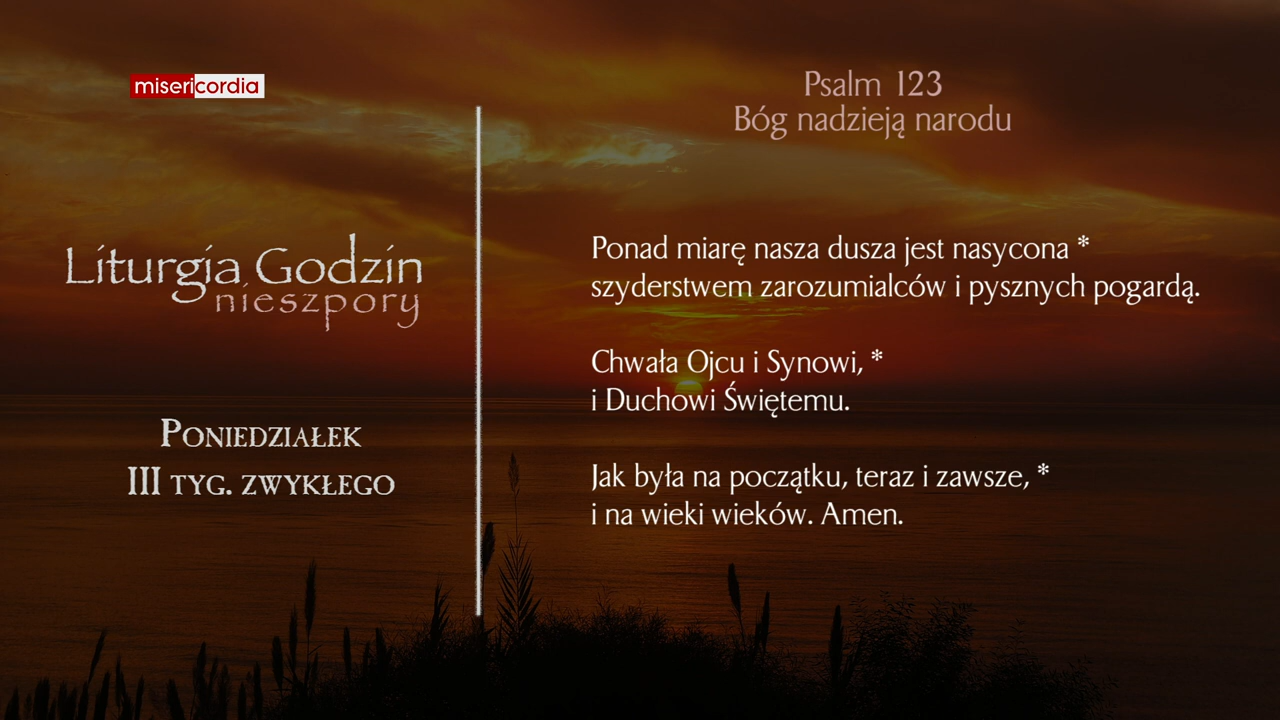 misericordia
Liturgia Godzin
nieszpory
Poniedziałek
III tyg. zwykłego
Psalm 123
Bóg nadzieją narodu
Ponad miarę nasza dusza jest nasycona *
szyderstwem zarozumialców i pysznych pogardą.
Chwała Ojcu i Synowi, *
i Duchowi Świętemu.
Jak była na początku, teraz i zawsze, *
i na wieki wieków. Amen.